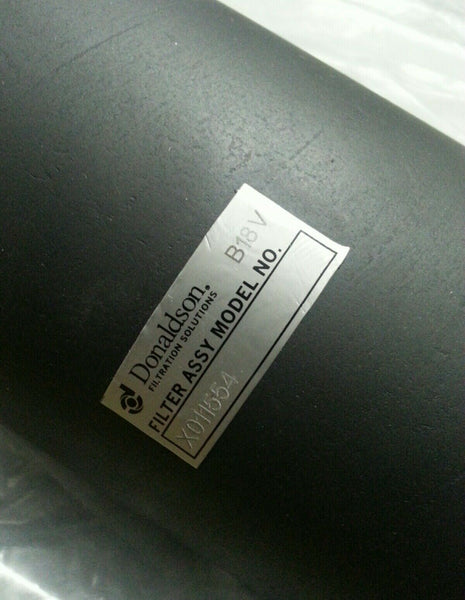 Donaldson.
FILTRATION SOLUTIONS
B18 V
FILTER ASSY MODEL NO.
X011654